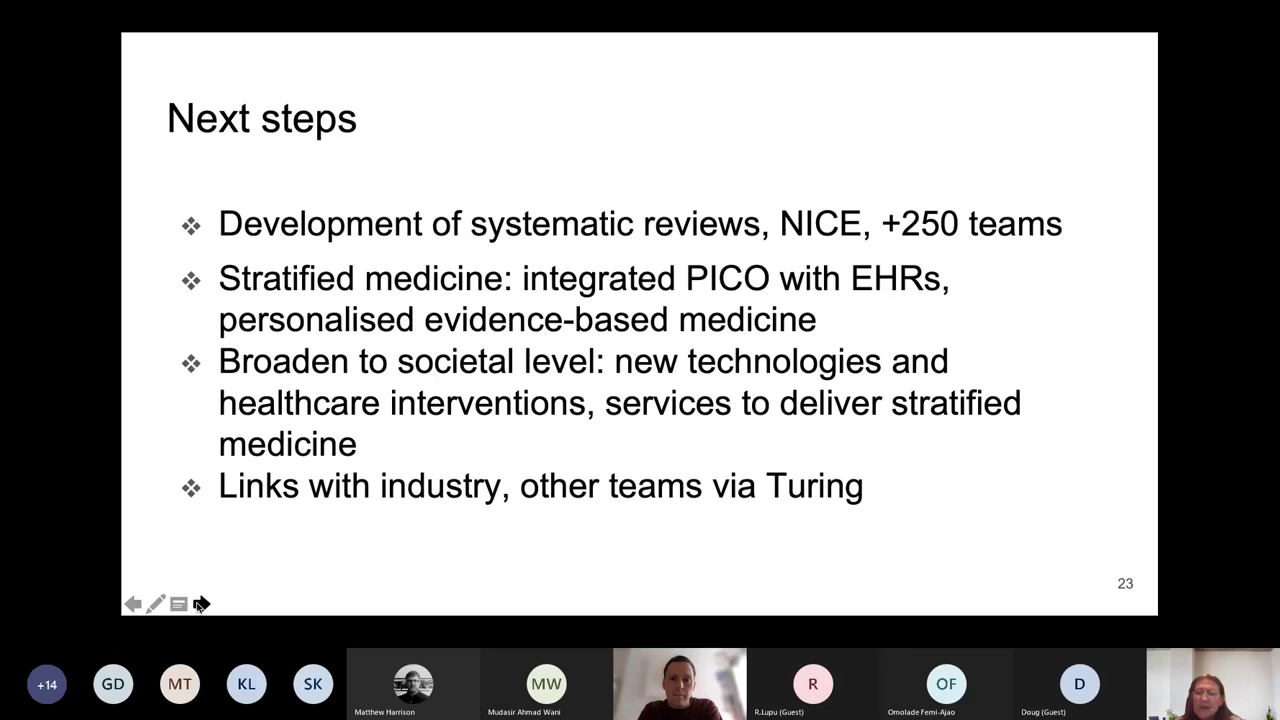 Next steps
❖ Development of systematic reviews, NICE, +250 teams
❖ Stratified medicine: integrated PICO with EHRs,
personalised evidence-based medicine
❖ Broaden to societal level: new technologies and
healthcare interventions, services to deliver stratified
medicine
❖ Links with industry, other teams via Turing
23
+14
GD
MT
KL
SK
Matthew Harrison
MW
Mudasir Ahmad Wani
R
R.Lupu (Guest)
OF
Omolade Femi-Ajao
D
Doug (Guest)